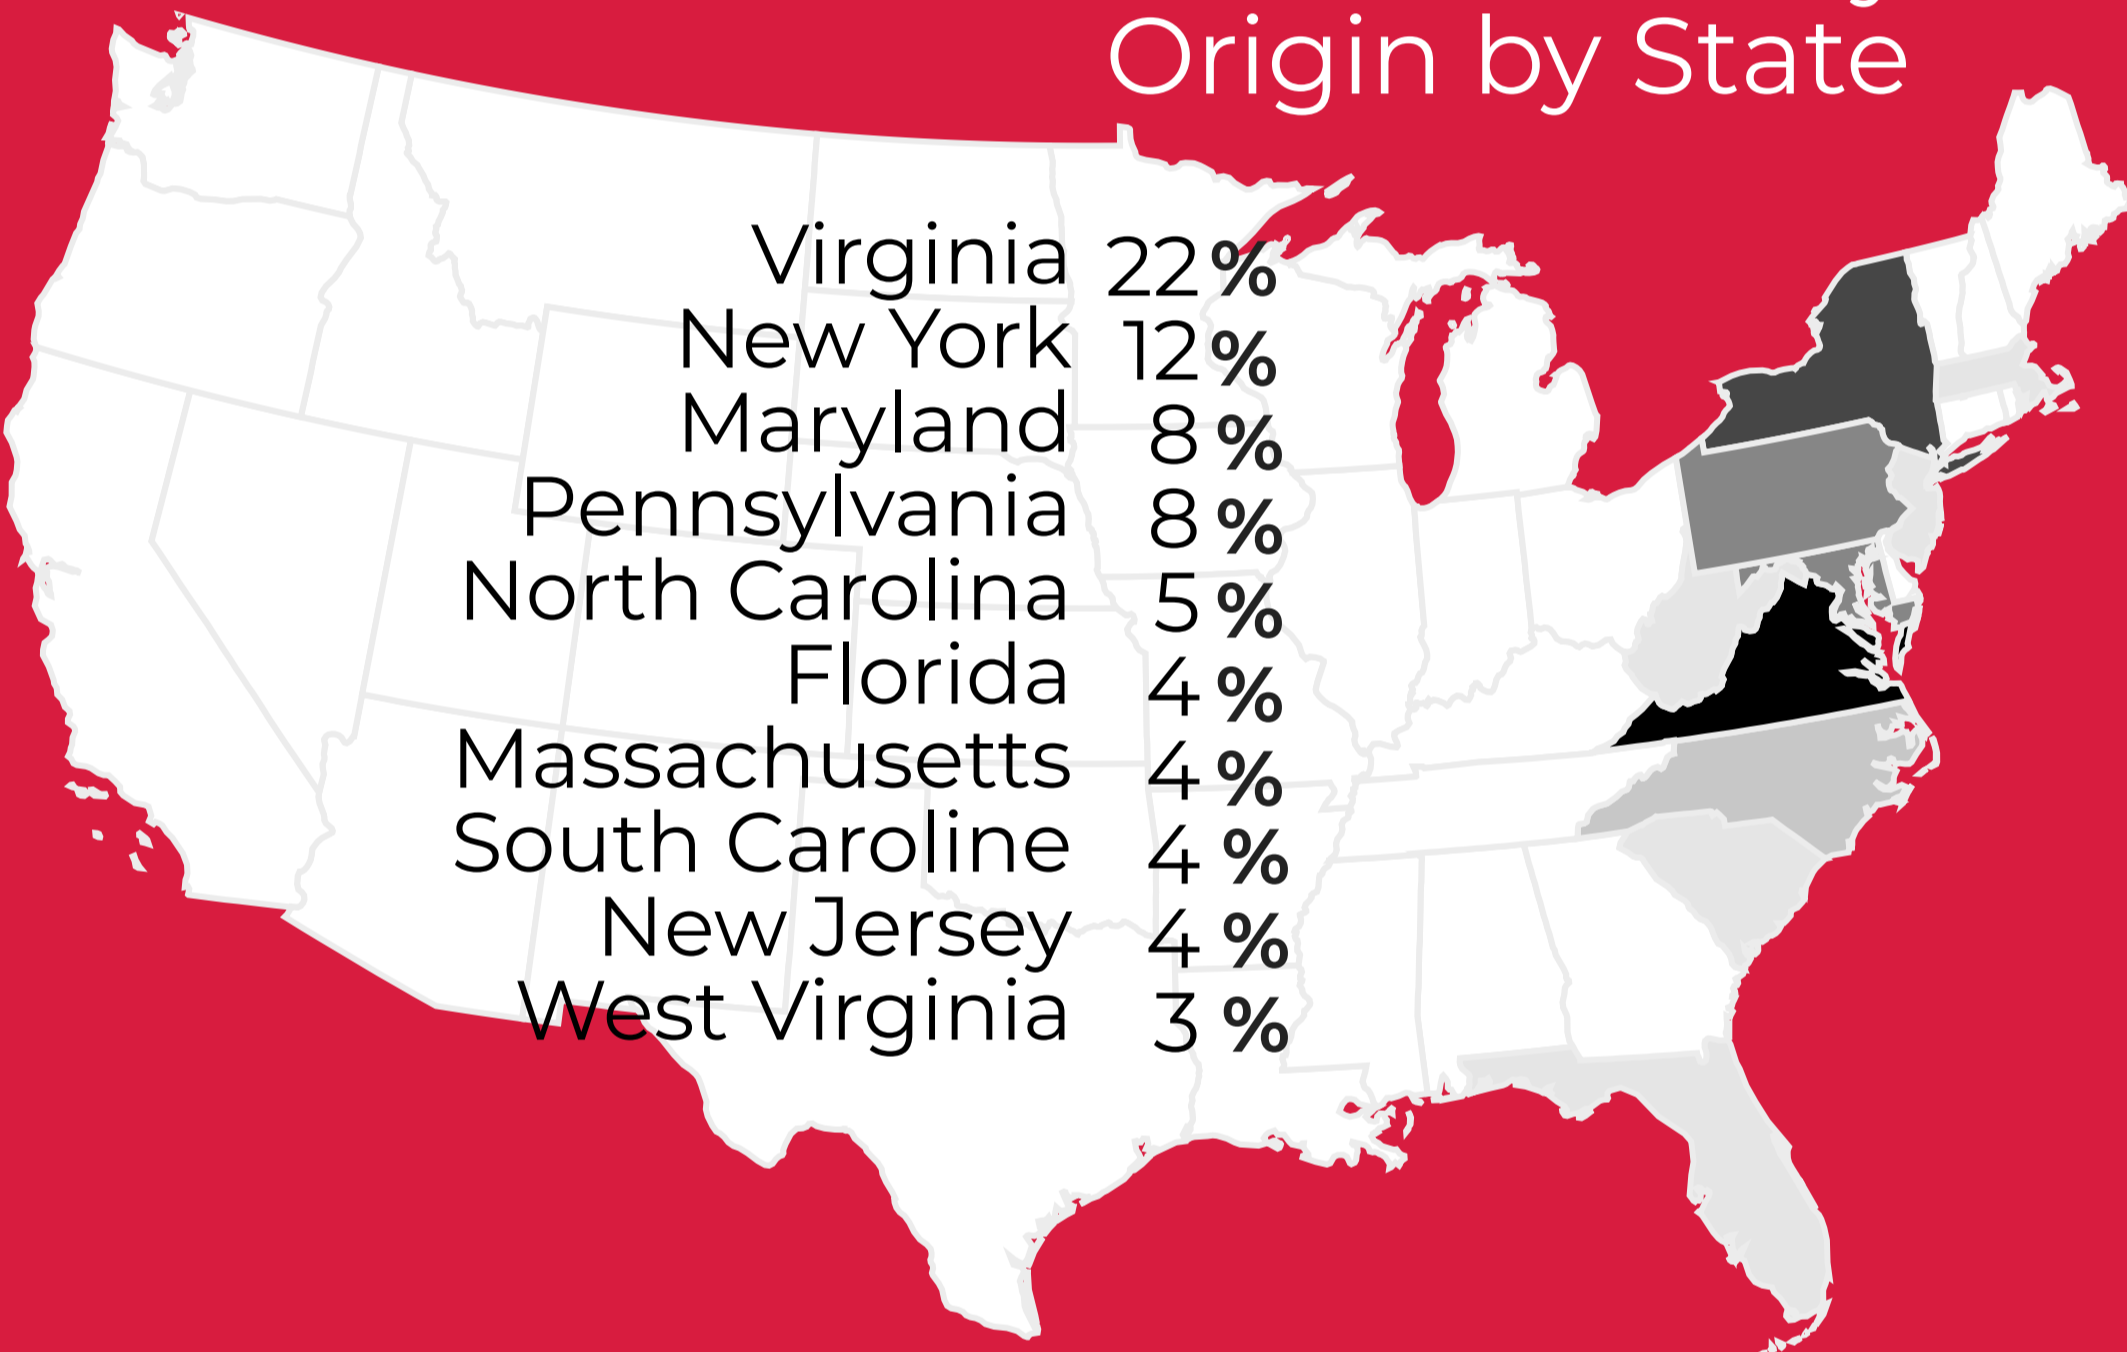 Origin by State
Virginia 22%
New York 12%
Maryland 8%
Pennsylvania 8%
North Carolina 5%
Florida 4%
Massachusetts 4%
South Caroline 4%
New Jersey 4%
West Virginia 3%